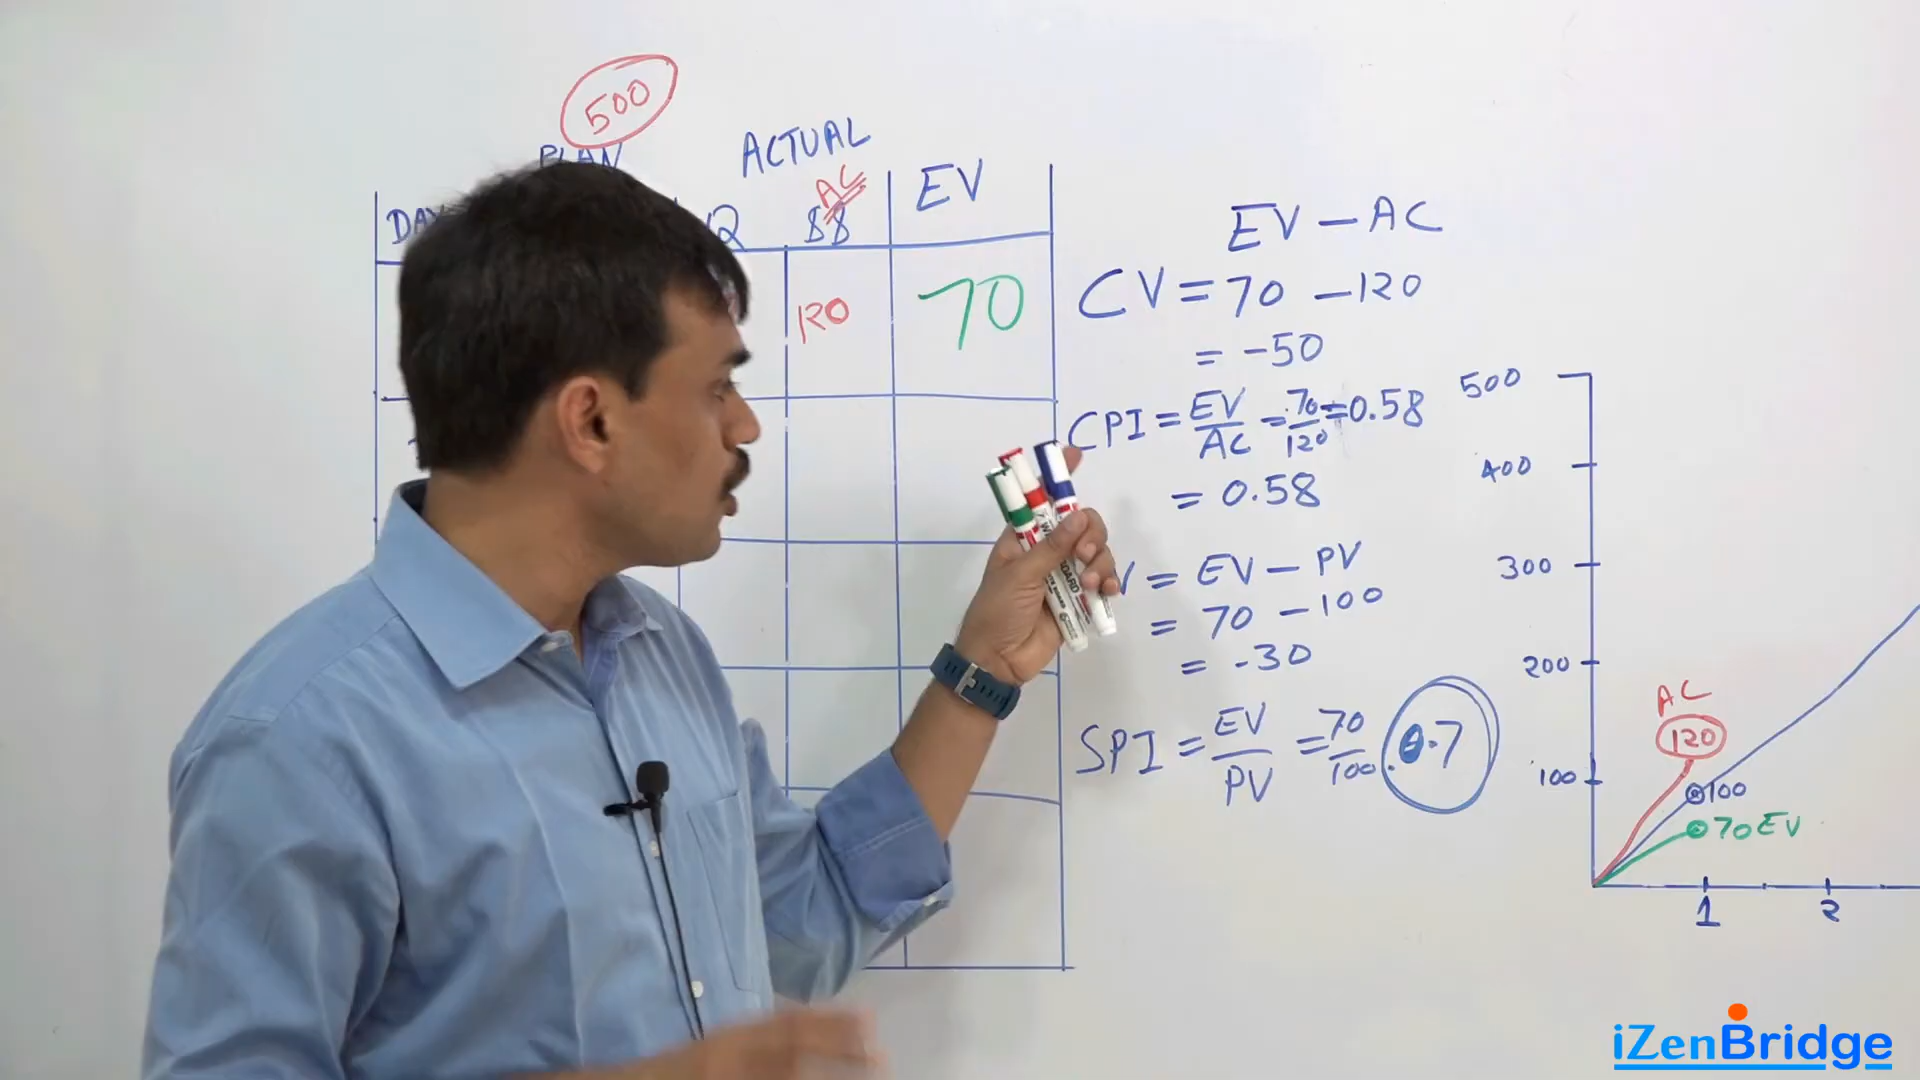 500
PLAN
ACTUAL
DAY
Q
AC
$$
EV
120
70
EV - AC
CV = 70 - 120
= -50
CPI = EV/AC = 70/120 = 0.58
= 0.58
V = EV - PV
= 70 - 100
= -30
SPI = EV/PV = 70/100 0.7
500
400
300
200
100
AC
120
100
70 EV
1
2
iZenBridge